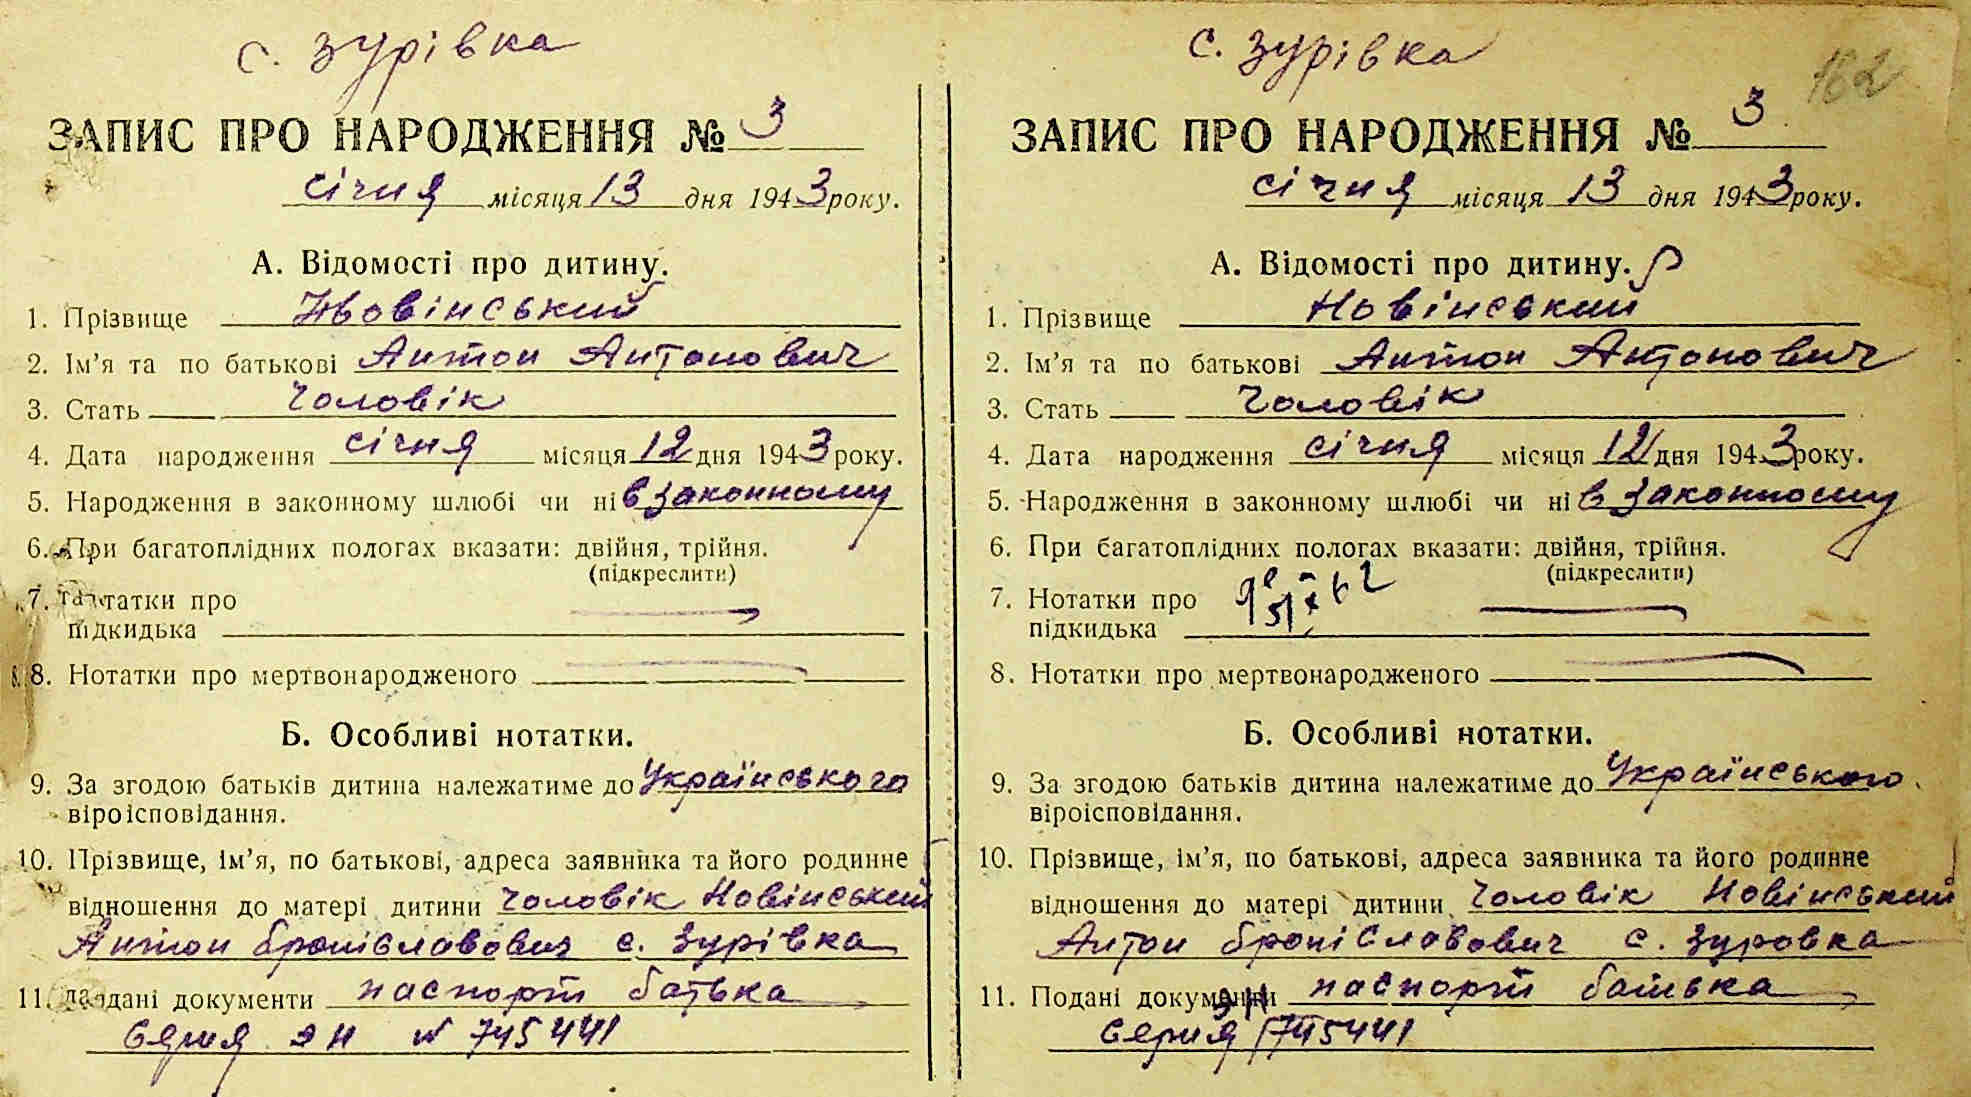 с. Зурівка
ЗАПИС ПРО НАРОДЖЕННЯ № 3
січня місяця 13 дня 1943 року.
А. Відомості про дитину.
1. Прізвище Новінський
2. Ім'я та по батькові Антон Антонович
3. Стать Чоловік
4. Дата народження січня місяця 12 дня 1943 року.
5. Народження в законному шлюбі чи ні в законному
6. При багатоплідних пологах вказати: двійня, трійня.
(підкреслити)
7. Нотатки про
підкидька
8. Нотатки про мертвонародженого
Б. Особливі нотатки.
9. За згодою батьків дитина належатиме до Українського
віроісповідання.
10. Прізвище, ім'я, по батькові, адреса заявника та його родинне
відношення до матері дитини Чоловік Новінський
Антон Броніславович с. Зурівка
11. Подані документи паспорт батька
Серия ЭН № 745441
с. Зурівка
162
ЗАПИС ПРО НАРОДЖЕННЯ № 3
січня місяця 13 дня 1943 року.
А. Відомості про дитину.
1. Прізвище Новінський
2. Ім'я та по батькові Антон Антонович
3. Стать Чоловік
4. Дата народження січня місяця 12 дня 1943 року.
5. Народження в законному шлюбі чи ні в законному
6. При багатоплідних пологах вказати: двійня, трійня.
(підкреслити)
7. Нотатки про
підкидька
8. Нотатки про мертвонародженого
Б. Особливі нотатки.
9. За згодою батьків дитина належатиме до Українського
віроісповідання.
10. Прізвище, ім'я, по батькові, адреса заявника та його родинне
відношення до матері дитини Чоловік Новінський
Антон Броніславович с. Зуровка
11. Подані документи паспорт батька
ЭН
Серия 745441